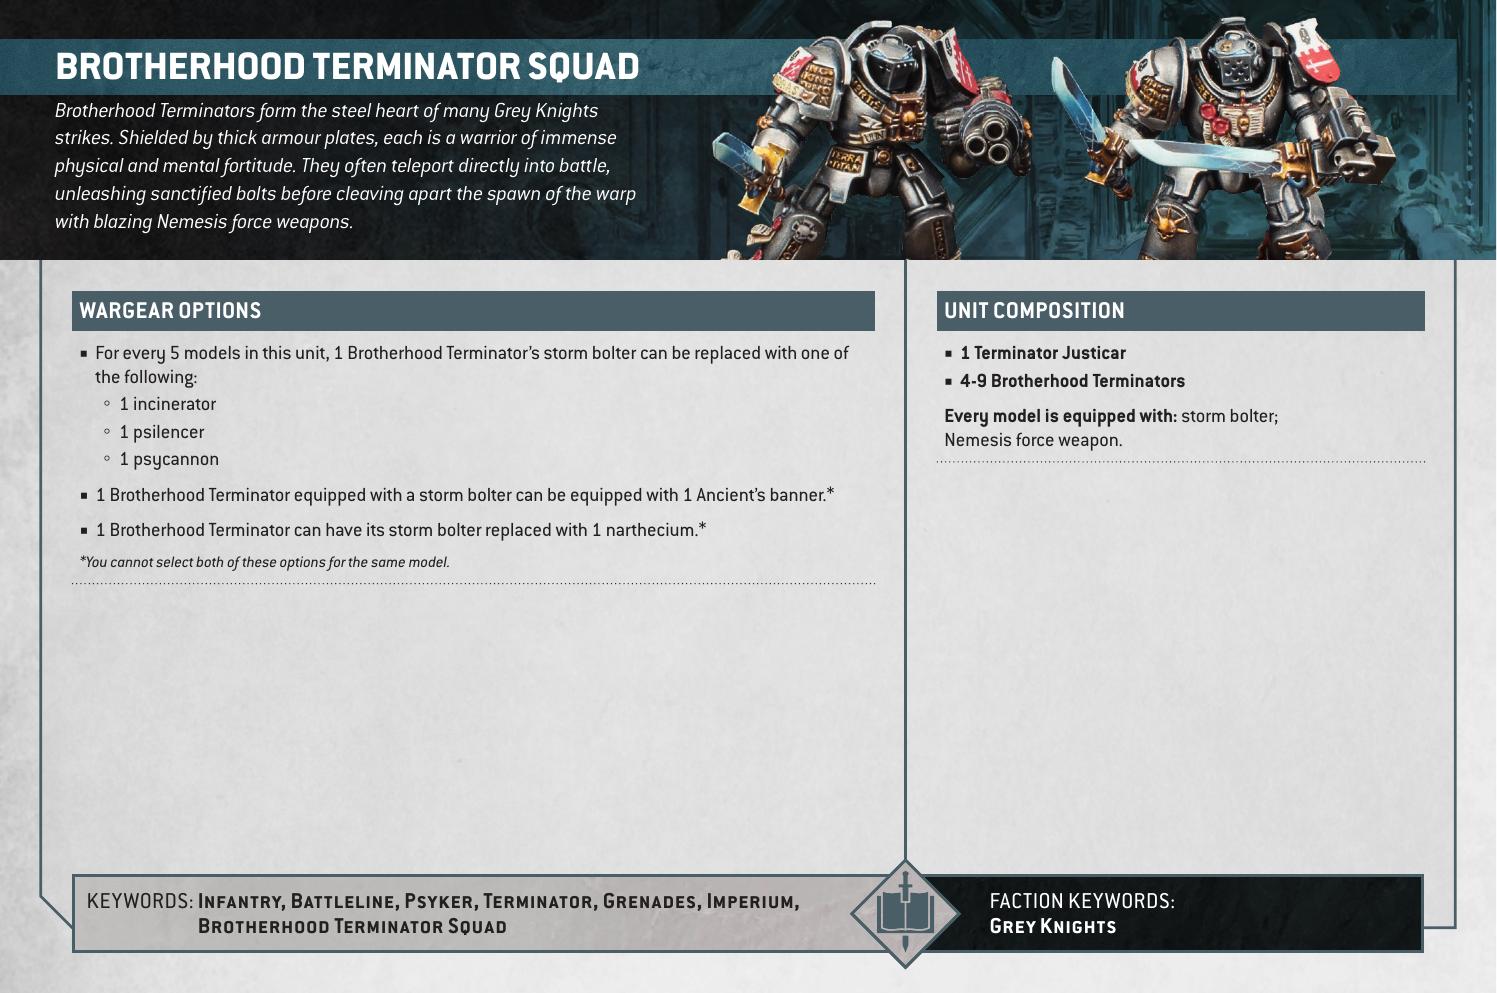 BROTHERHOOD TERMINATOR SQUAD
Brotherhood Terminators form the steel heart of many Grey Knights
strikes. Shielded by thick armour plates, each is a warrior of immense
physical and mental fortitude. They often teleport directly into battle,
unleashing sanctified bolts before cleaving apart the spawn of the warp
with blazing Nemesis force weapons.
WARGEAR OPTIONS
■ For every 5 models in this unit, 1 Brotherhood Terminator’s storm bolter can be replaced with one of
the following:
◦ 1 incinerator
◦ 1 psilencer
◦ 1 psycannon
■ 1 Brotherhood Terminator equipped with a storm bolter can be equipped with 1 Ancient’s banner.*
■ 1 Brotherhood Terminator can have its storm bolter replaced with 1 narthecium.*
*You cannot select both of these options for the same model.
UNIT COMPOSITION
■ 1 Terminator Justicar
■ 4-9 Brotherhood Terminators
Every model is equipped with: storm bolter;
Nemesis force weapon.
KEYWORDS: Infantry, Battleline, Psyker, Terminator, Grenades, Imperium,
Brotherhood Terminator Squad
FACTION KEYWORDS:
Grey Knights